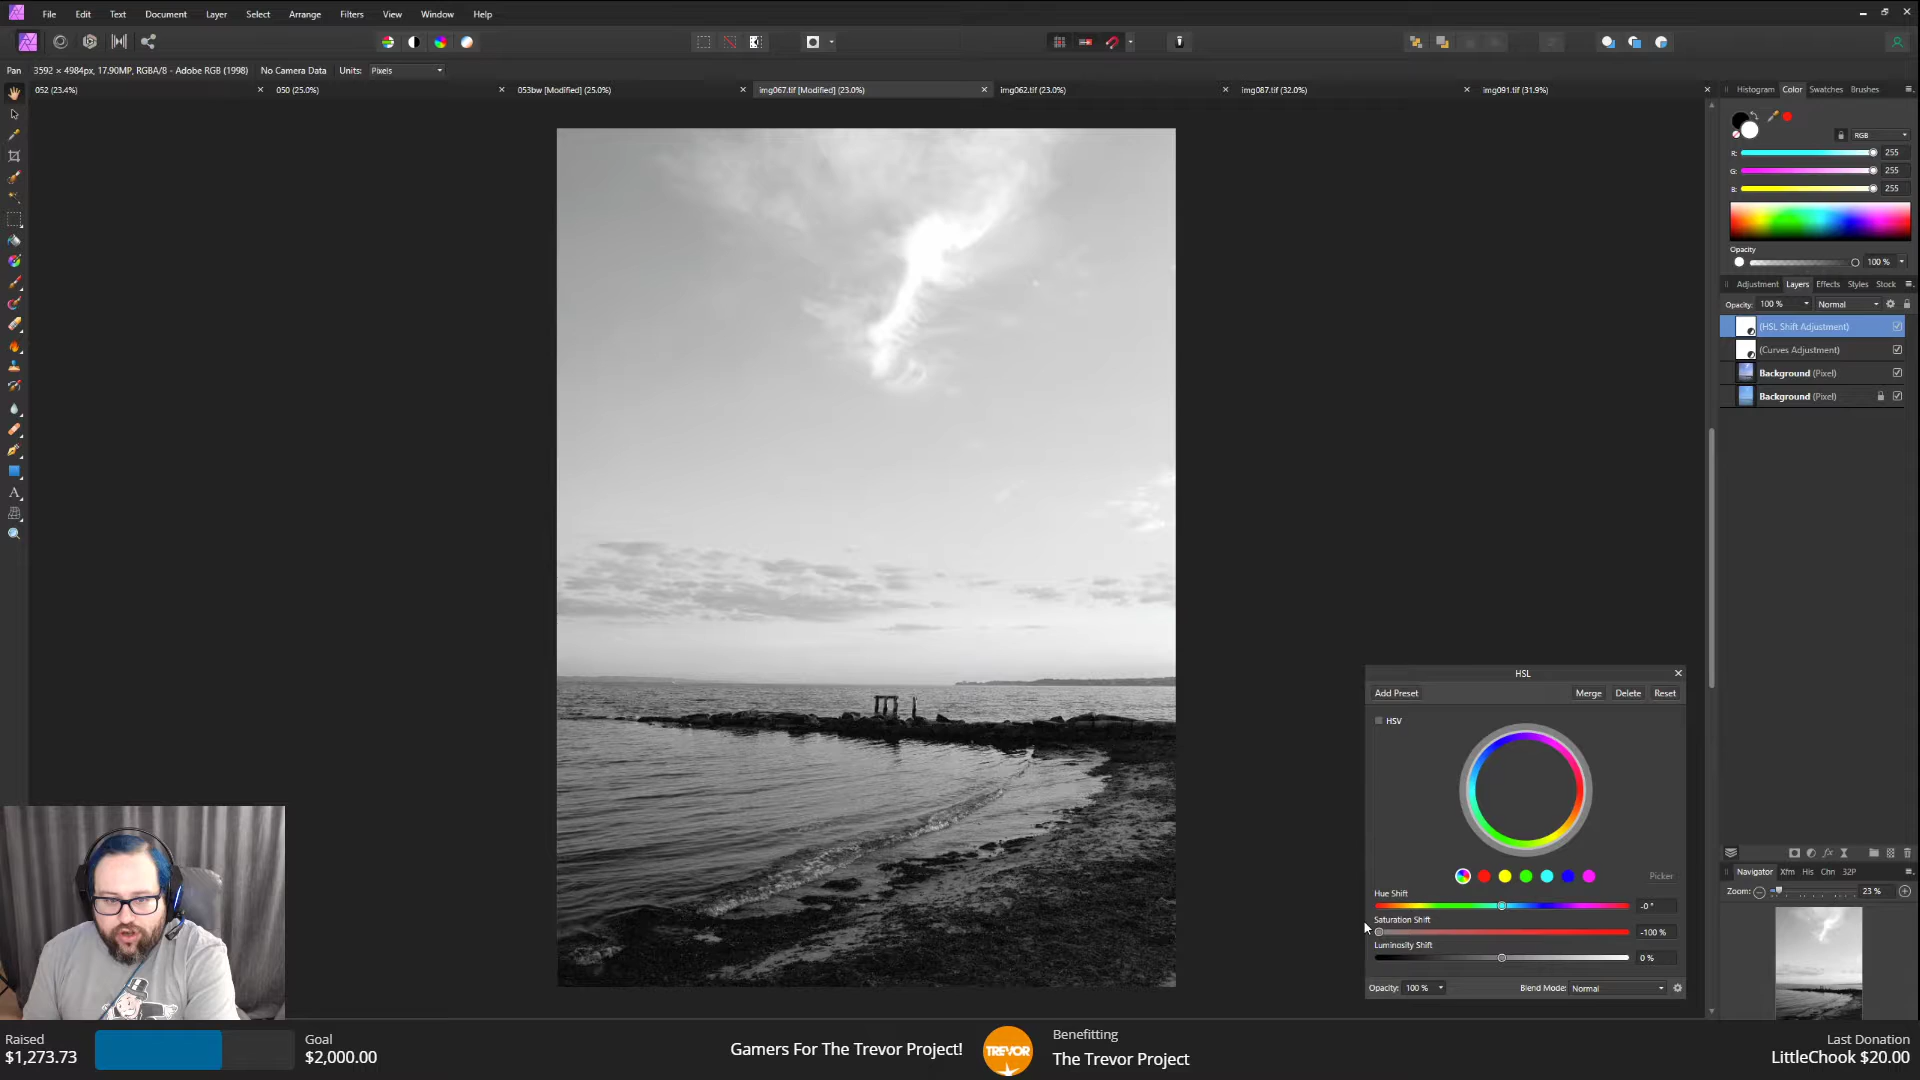 File Edit Text Document Layer Select Arrange Filters View Window Help
Pan 3592 × 4984px, 17.90MP, RGBA/8 - Adobe RGB (1998) No Camera Data Units: Pixels
052 (23.4%) 050 (25.0%) 053bw [Modified] (25.0%) img067.tif [Modified] (23.0%) img062.tif (23.0%) img087.tif (32.0%) img091.tif (31.9%)
Histogram Color Swatches Brushes
RGB
R: 255
G: 255
B: 255
Opacity
100 %
Adjustment Layers Effects Styles Stock
Opacity: 100 % Normal
(HSL Shift Adjustment)
(Curves Adjustment)
Background (Pixel)
Background (Pixel)
HSL
Add Preset Merge Delete Reset
HSV
Picker
Hue Shift
-0 °
Saturation Shift
-100 %
Luminosity Shift
0 %
Opacity: 100 % Blend Mode: Normal
Navigator Xfm His Chn 32P
Zoom: 23 %
Raised
$1,273.73
Goal
$2,000.00
Gamers For The Trevor Project!
TREVOR
Benefitting
The Trevor Project
Last Donation
LittleChook $20.00